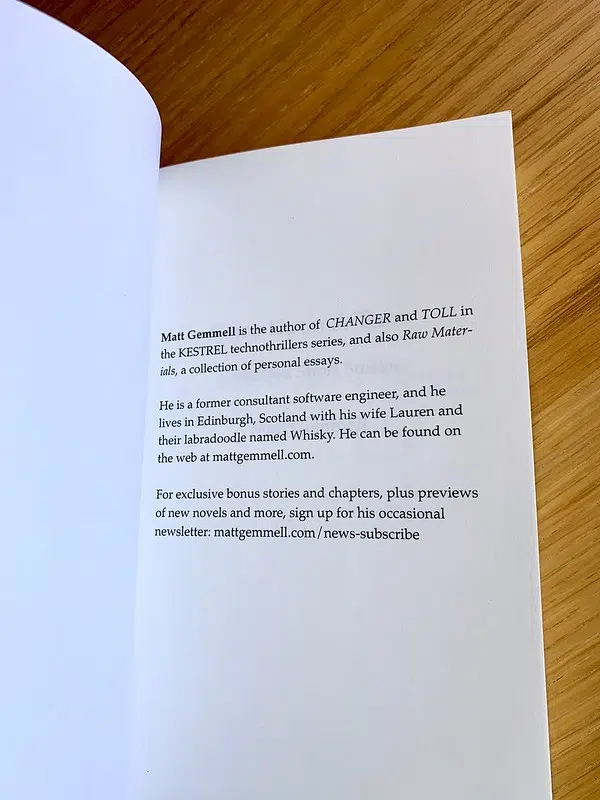 Matt Gemmell is the author of CHANGER and TOLL in
the KESTREL technothrillers series, and also Raw Mater-
ials, a collection of personal essays.
He is a former consultant software engineer, and he
lives in Edinburgh, Scotland with his wife Lauren and
their labradoodle named Whisky. He can be found on
the web at mattgemmell.com.
For exclusive bonus stories and chapters, plus previews
of new novels and more, sign up for his occasional
newsletter: mattgemmell.com/news-subscribe